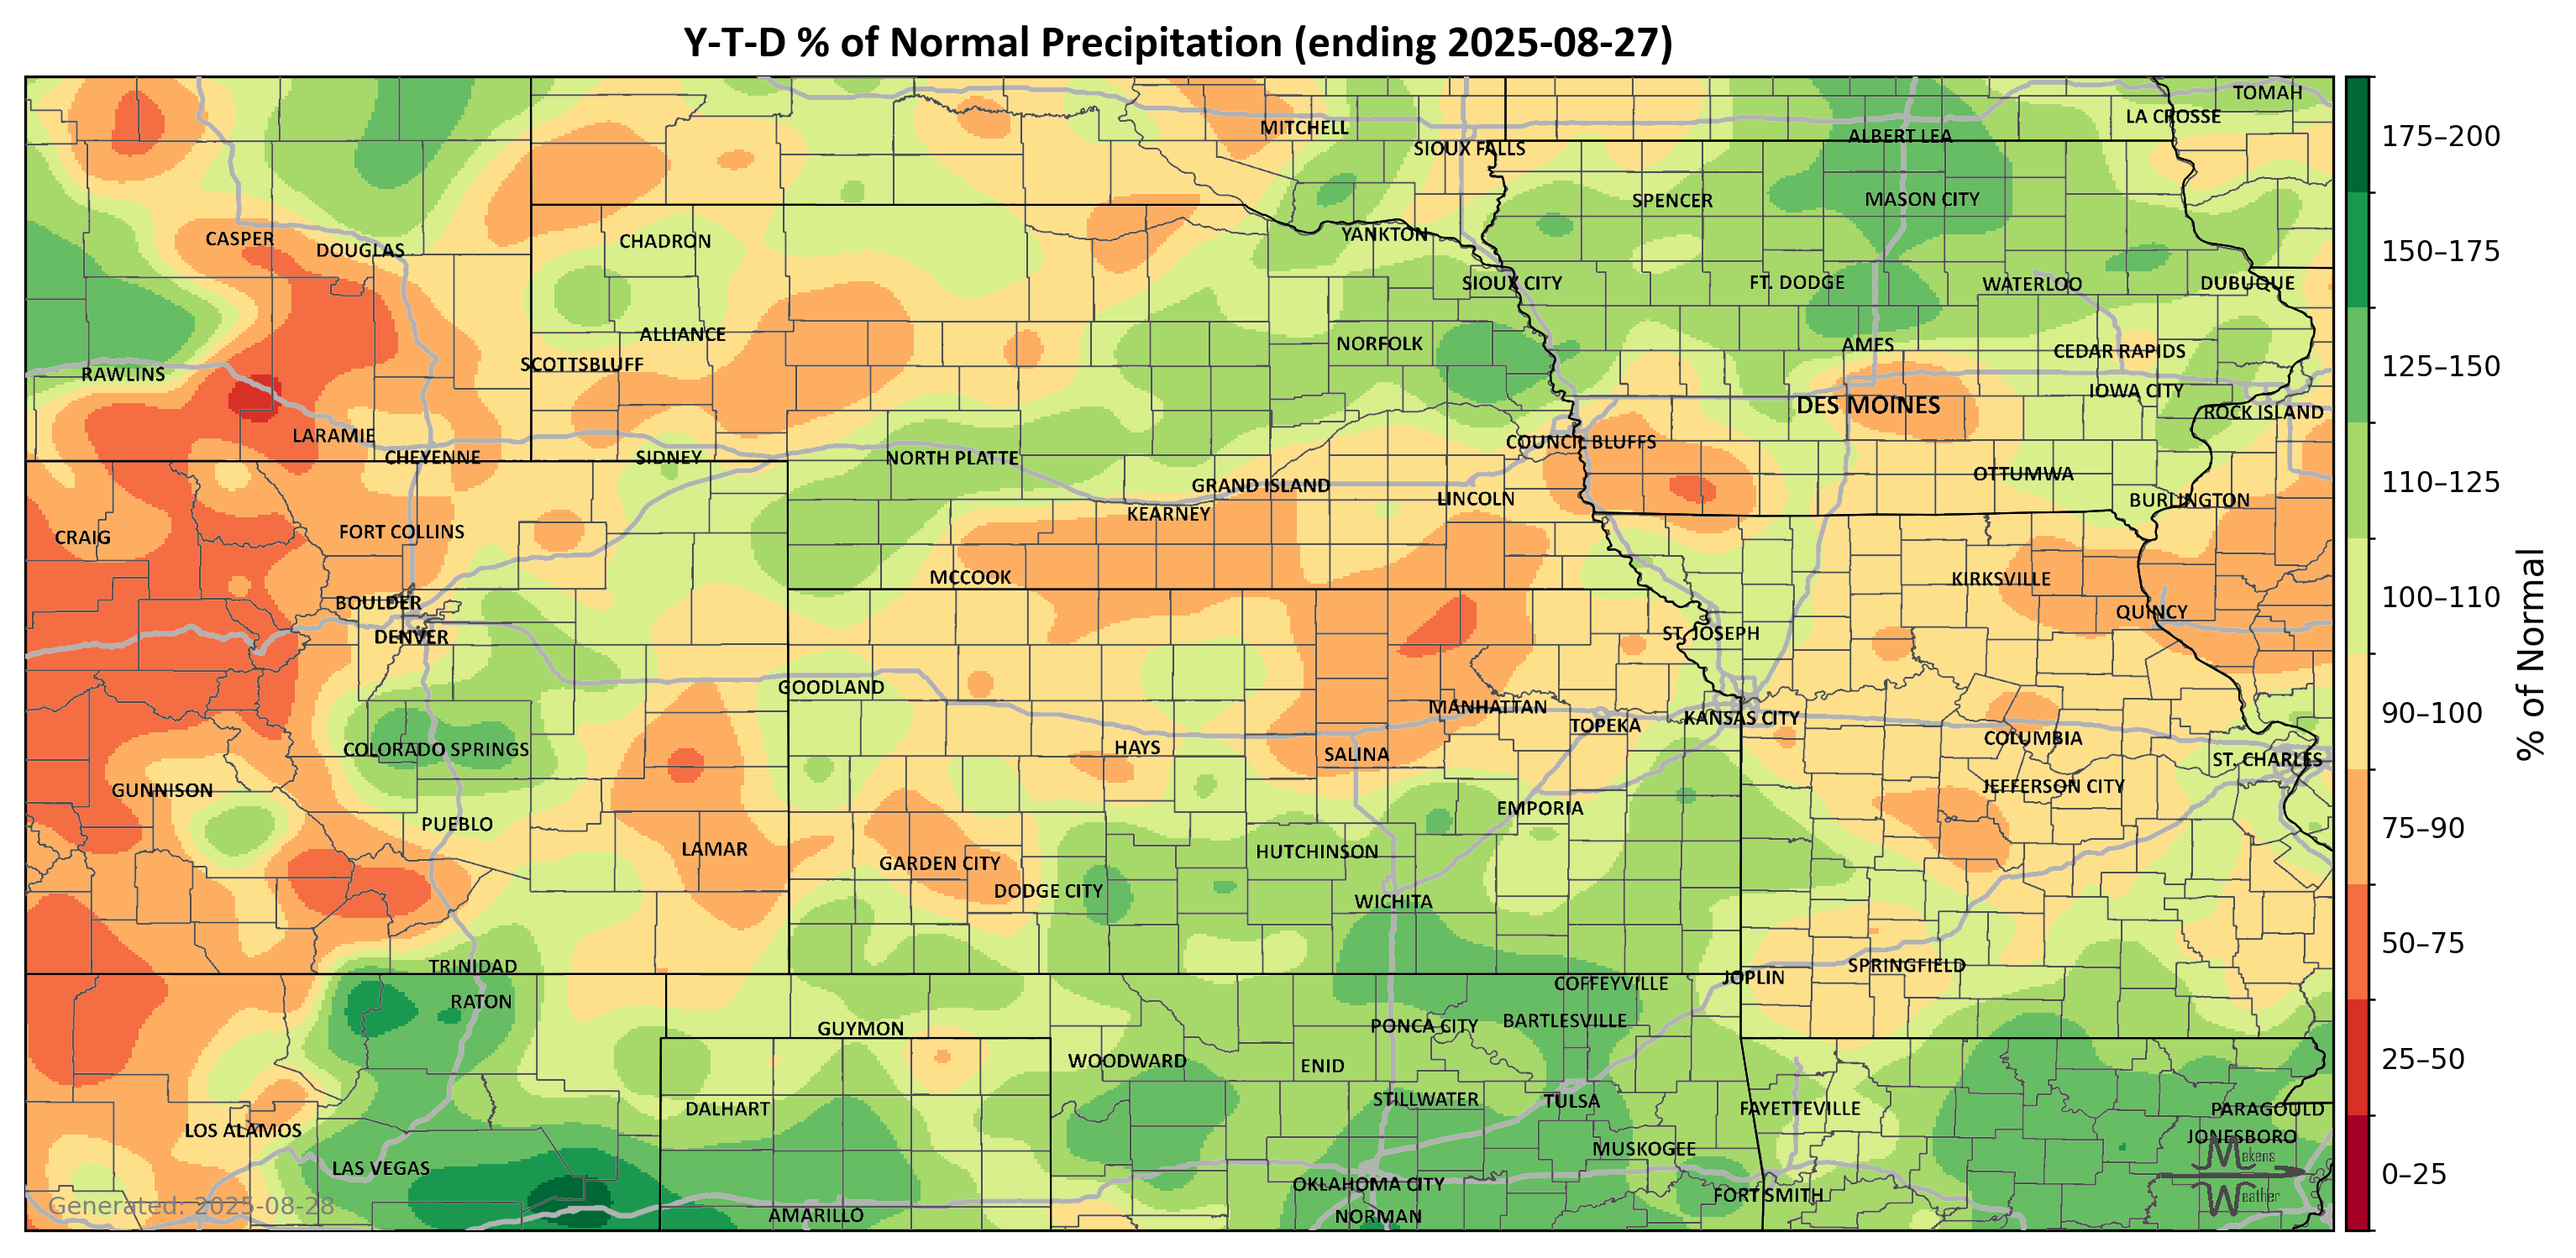 Y-T-D % of Normal Precipitation (ending 2025-08-27)
TOMAH
LA CROSSE
MITCHELL
ALBERT LEA
SIOUX FALLS
SPENCER
MASON CITY
YANKTON
CASPER
DOUGLAS
CHADRON
SIOUX CITY
FT. DODGE
WATERLOO
DUBUQUE
ALLIANCE
NORFOLK
AMES
CEDAR RAPIDS
SCOTTSBLUFF
RAWLINS
IOWA CITY
DES MOINES
ROCK ISLAND
LARAMIE
COUNCIL BLUFFS
CHEYENNE
SIDNEY
NORTH PLATTE
OTTUMWA
GRAND ISLAND
LINCOLN
BURLINGTON
KEARNEY
CRAIG
FORT COLLINS
MCCOOK
KIRKSVILLE
BOULDER
QUINCY
DENVER
ST. JOSEPH
GOODLAND
MANHATTAN
TOPEKA
KANSAS CITY
COLORADO SPRINGS
HAYS
SALINA
COLUMBIA
ST. CHARLES
GUNNISON
JEFFERSON CITY
EMPORIA
PUEBLO
LAMAR
HUTCHINSON
GARDEN CITY
DODGE CITY
WICHITA
TRINIDAD
SPRINGFIELD
JOPLIN
COFFEYVILLE
RATON
GUYMON
PONCA CITY
BARTLESVILLE
WOODWARD
ENID
DALHART
STILLWATER
TULSA
FAYETTEVILLE
PARAGOULD
LOS ALAMOS
JONESBORO
MUSKOGEE
LAS VEGAS
OKLAHOMA CITY
FORT SMITH
AMARILLO
NORMAN
Makens
Weather
Generated: 2025-08-28
175–200
150–175
125–150
110–125
100–110
90–100
75–90
50–75
25–50
0–25
% of Normal